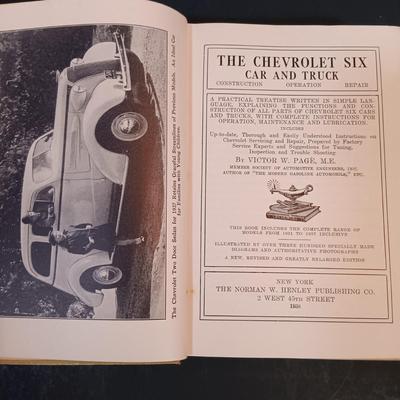 The Chevrolet Two Door Sedan for 1937 Retains Graceful Streamlines of Previous Models. An Ideal Car
for Families with Young Children.
THE CHEVROLET SIX
CAR AND TRUCK
CONSTRUCTION OPERATION REPAIR
A PRACTICAL TREATISE WRITTEN IN SIMPLE LAN-
GUAGE, EXPLAINING THE FUNCTIONS AND CON-
STRUCTION OF ALL PARTS OF CHEVROLET SIX CARS
AND TRUCKS, WITH COMPLETE INSTRUCTIONS FOR
OPERATION, MAINTENANCE AND LUBRICATION.
INCLUDES
Up-to-date, Thorough and Easily Understood Instructions on
Chevrolet Servicing and Repair, Prepared by Factory
Service Experts and Suggestions for Tuning,
Inspection and Trouble Shooting
BY VICTOR W. PAGÉ, M.E.
MEMBER SOCIETY OF AUTOMOTIVE ENGINEERS, INC.
AUTHOR OF "THE MODERN GASOLINE AUTOMOBILE," ETC.
THIS BOOK INCLUDES THE COMPLETE RANGE OF
MODELS FROM 1931 TO 1937 INCLUSIVE
ILLUSTRATED BY OVER THREE HUNDRED SPECIALLY MADE
DIAGRAMS AND AUTHORITATIVE PHOTOGRAPHS
A NEW, REVISED AND GREATLY ENLARGED EDITION
NEW YORK
THE NORMAN W. HENLEY PUBLISHING CO.
2 WEST 45TH STREET